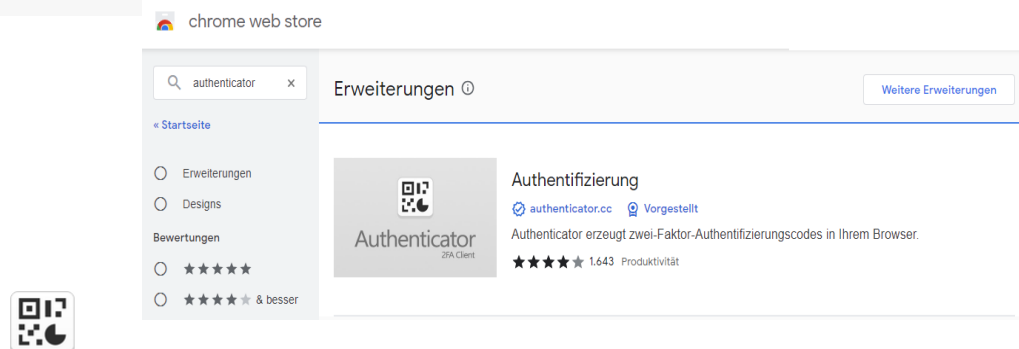 chrome web store
authenticator x
« Startseite
Erweiterungen
Designs
Bewertungen
& besser
Erweiterungen
Weitere Erweiterungen
Authenticator
2FA Client
Authentifizierung
authenticator.cc Vorgestellt
Authenticator erzeugt zwei-Faktor-Authentifizierungscodes in Ihrem Browser.
1.643 Produktivität